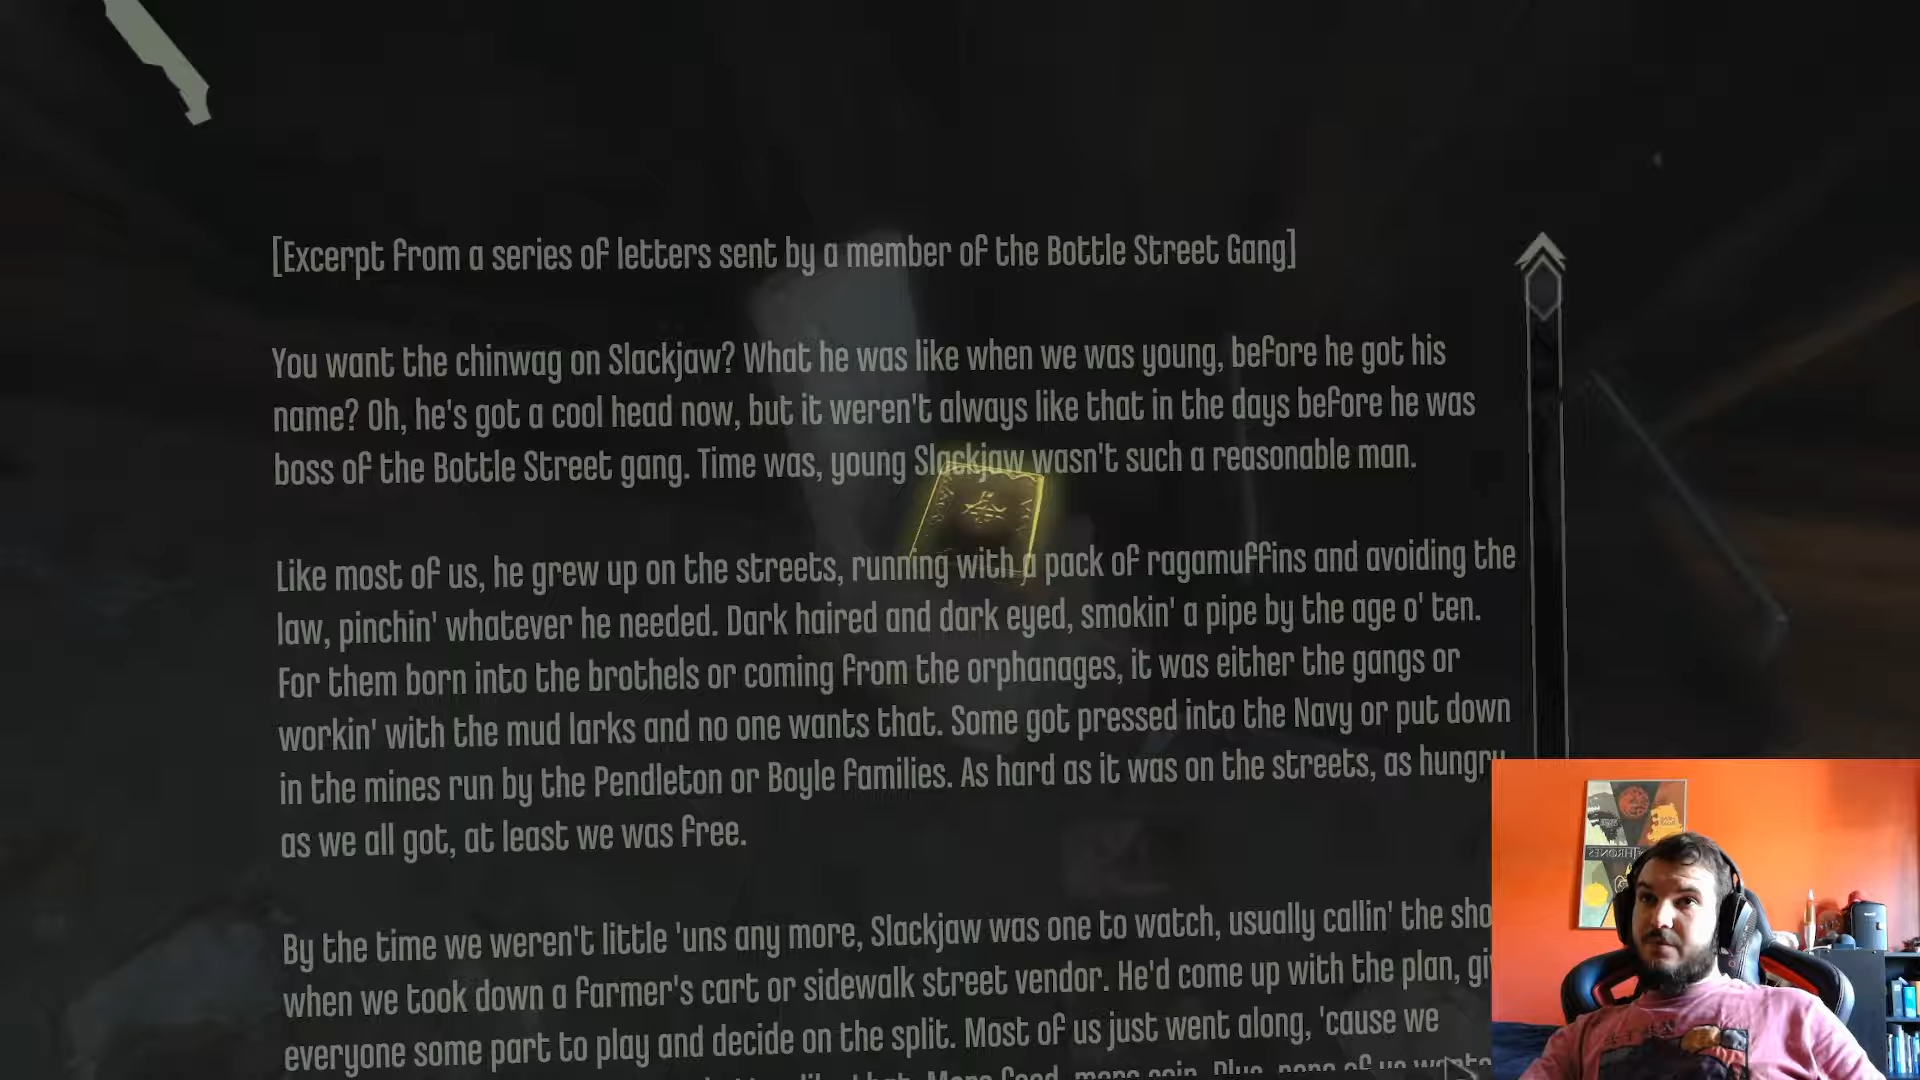 [Excerpt from a series of letters sent by a member of the Bottle Street Gang]
You want the chinwag on Slackjaw? What he was like when we was young, before he got his
name? Oh, he's got a cool head now, but it weren't always like that in the days before he was
boss of the Bottle Street gang. Time was, young Slackjaw wasn't such a reasonable man.
Like most of us, he grew up on the streets, running with a pack of ragamuffins and avoiding the
law, pinchin' whatever he needed. Dark haired and dark eyed, smokin' a pipe by the age o' ten.
For them born into the brothels or coming from the orphanages, it was either the gangs or
workin' with the mud larks and no one wants that. Some got pressed into the Navy or put down
in the mines run by the Pendleton or Boyle families. As hard as it was on the streets, as hungry
as we all got, at least we was free.
By the time we weren't little 'uns any more, Slackjaw was one to watch, usually callin' the sho
when we took down a farmer's cart or sidewalk street vendor. He'd come up with the plan, gi
everyone some part to play and decide on the split. Most of us just went along, 'cause we